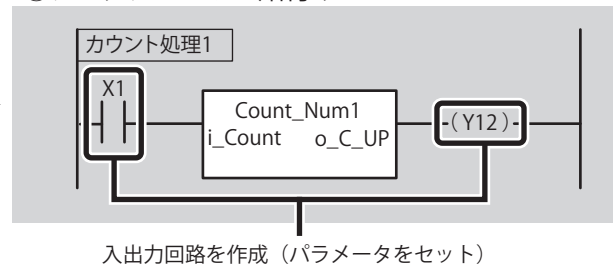 カウント処理1
X1
Count_Num1
i_Count o_C_UP
(Y12)
入出力回路を作成(パラメータをセット)